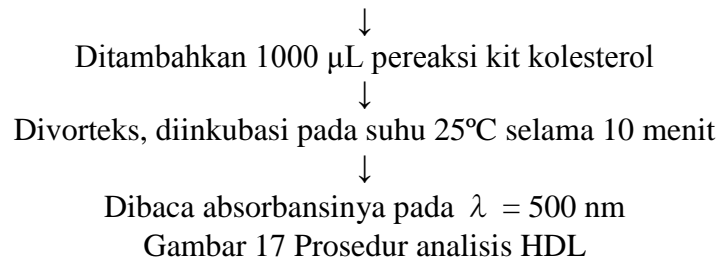 ↓
Ditambahkan 1000 μL pereaksi kit kolesterol
↓
Divorteks, diinkubasi pada suhu 25ºC selama 10 menit
↓
Dibaca absorbansinya pada λ = 500 nm
Gambar 17 Prosedur analisis HDL